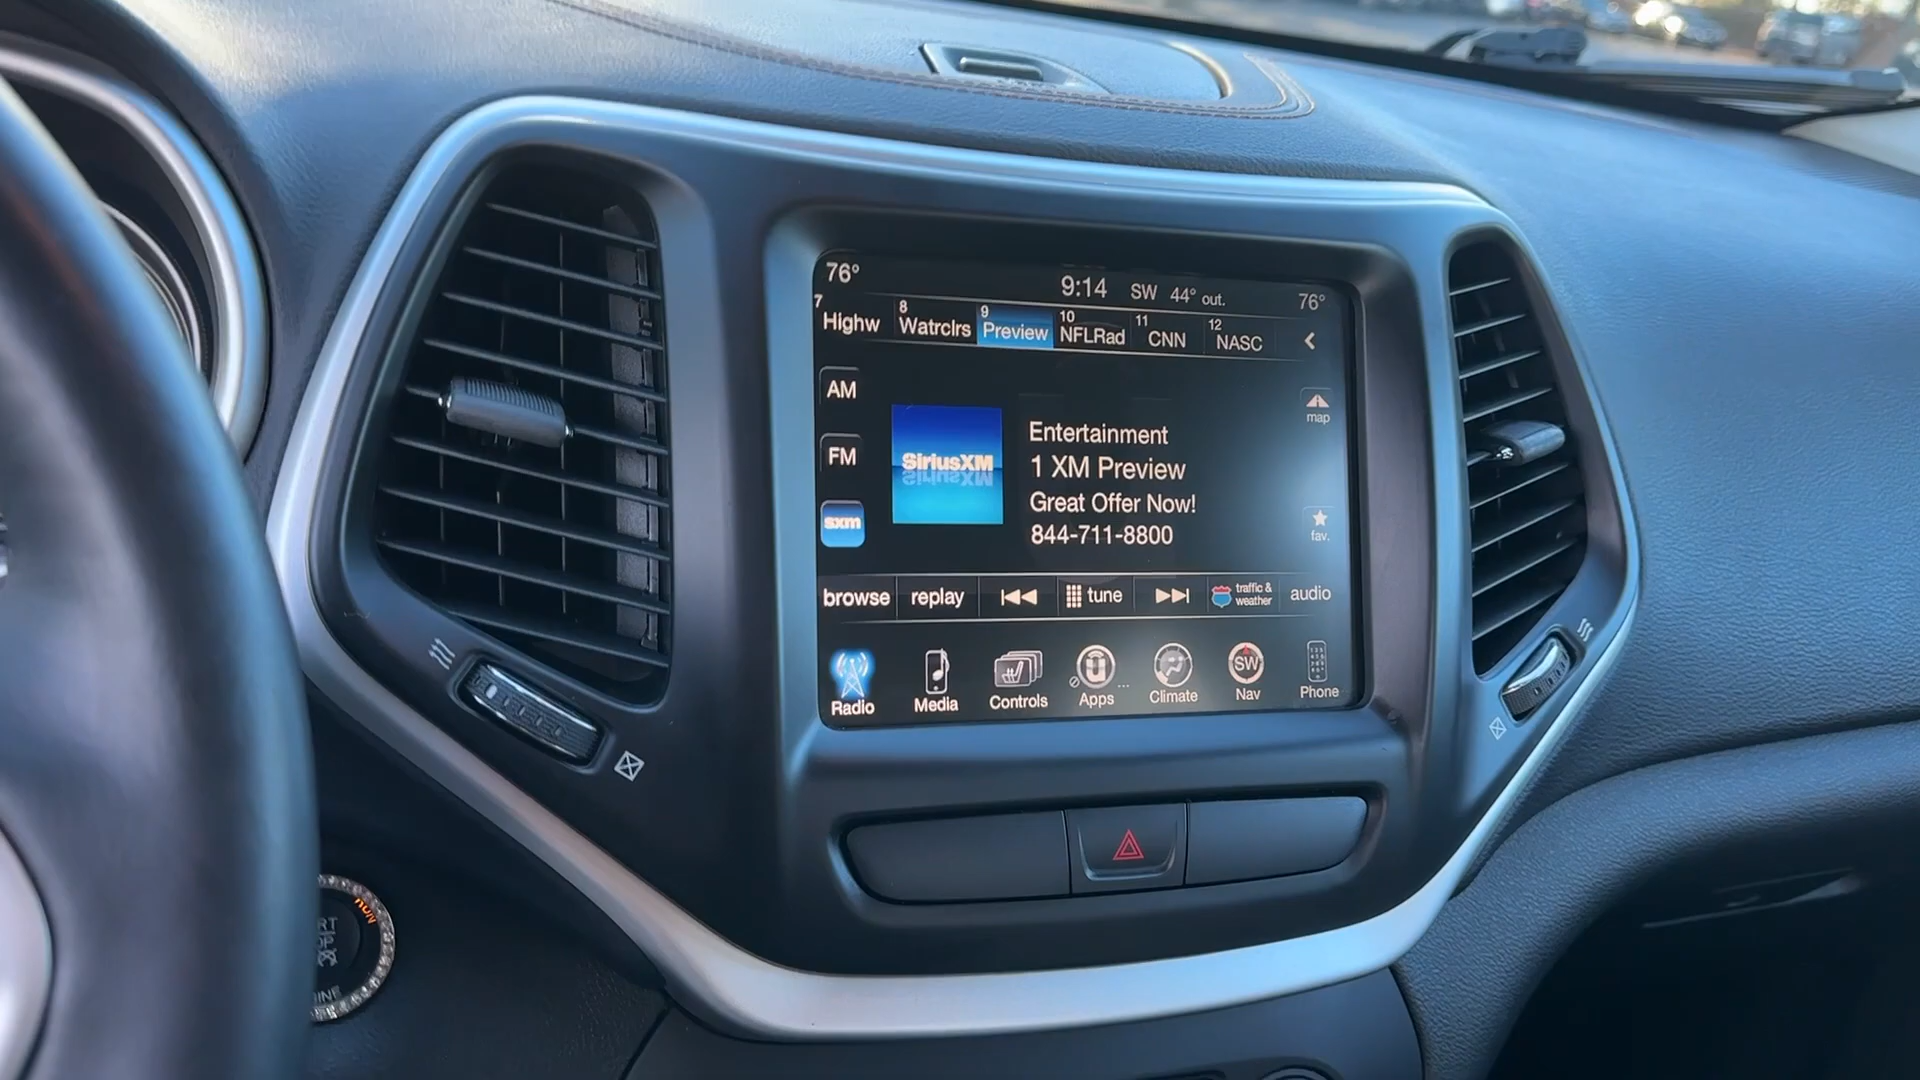 76° 9:14 SW 44° out. 76°
7 Highw 8 Watrclrs 9 Preview 10 NFLRad 11 CNN 12 NASC
AM
FM
sxm
SiriusXM
Entertainment
1 XM Preview
Great Offer Now!
844-711-8800
map
fav.
browse replay tune traffic & weather audio
Radio Media Controls Apps ... Climate SW Nav Phone
RUN